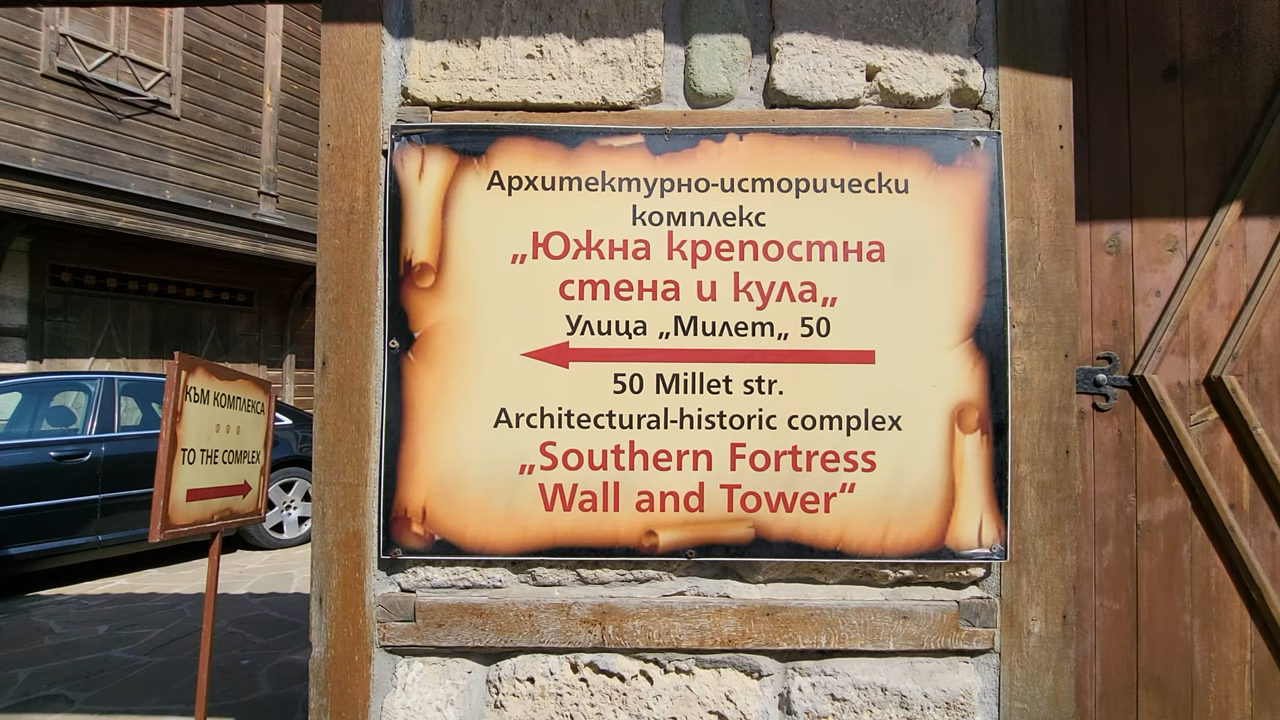 Архитектурно-исторически
комплекс
„Южна крепостна
стена и кула„
Улица „Милет„ 50
50 Millet str.
Architectural-historic complex
„Southern Fortress
Wall and Tower“
КЪМ КОМПЛЕКСА
TO THE COMPLEX